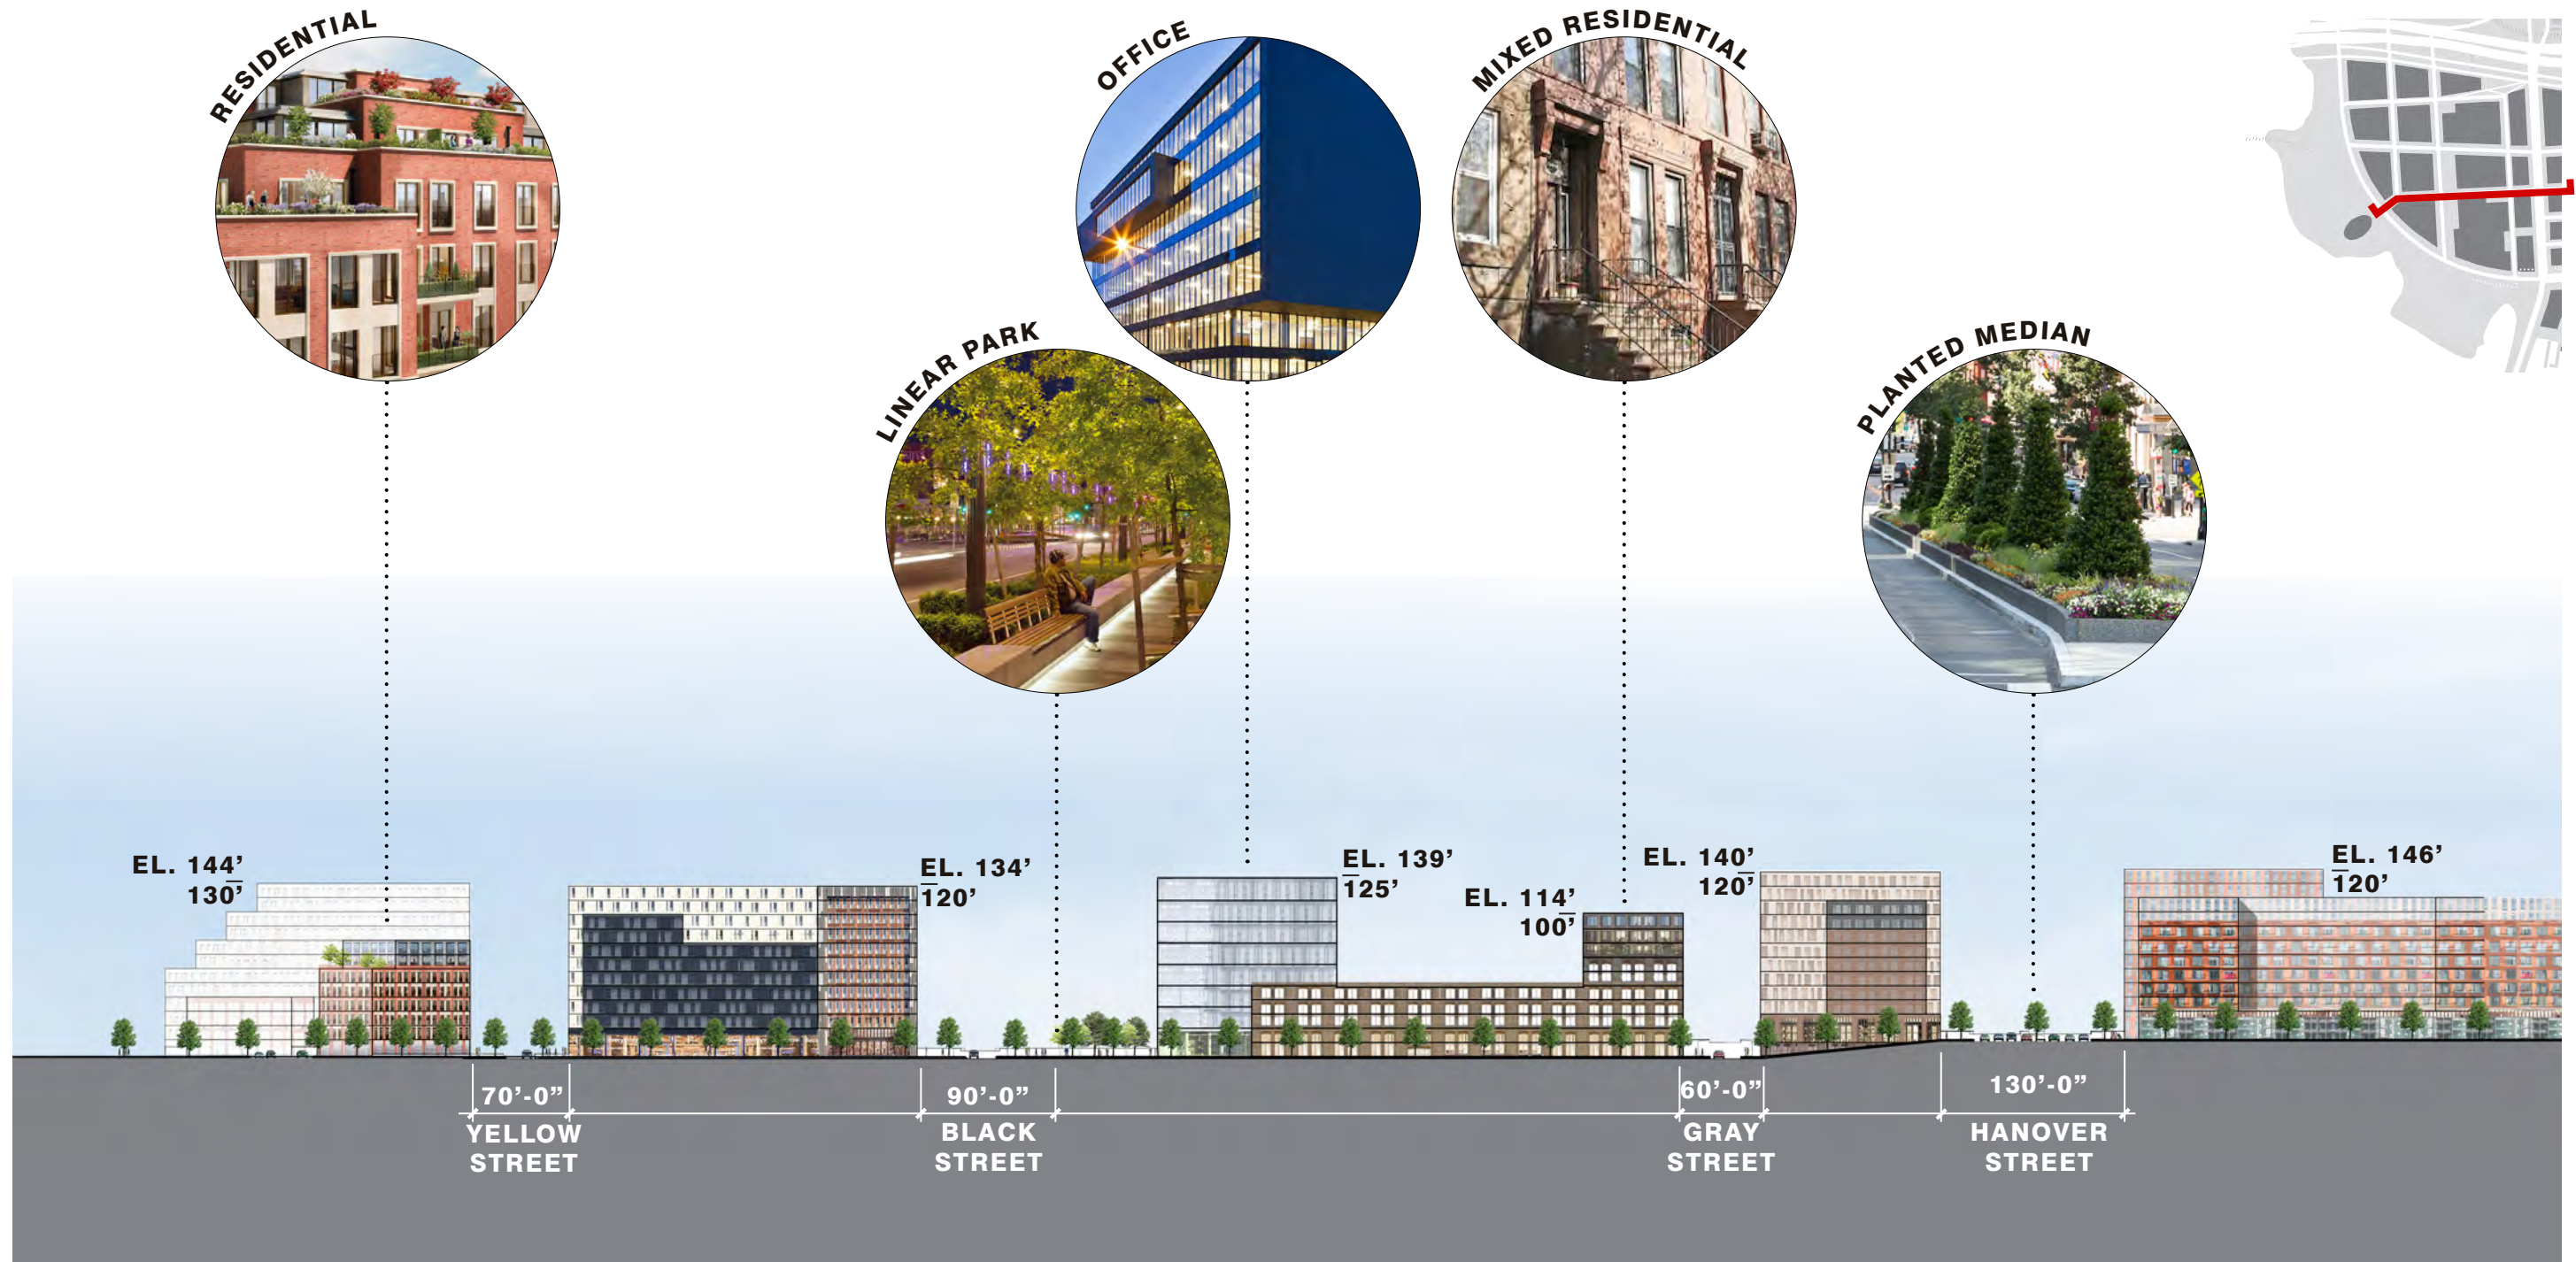 RESIDENTIAL
OFFICE
MIXED RESIDENTIAL
LINEAR PARK
PLANTED MEDIAN
EL. 144’
130’
EL. 134’
120’
EL. 139’
125’
EL. 114’
100’
EL. 140’
120’
EL. 146’
120’
70’-0”
YELLOW
STREET
90’-0”
BLACK
STREET
60’-0”
GRAY
STREET
130’-0”
HANOVER
STREET